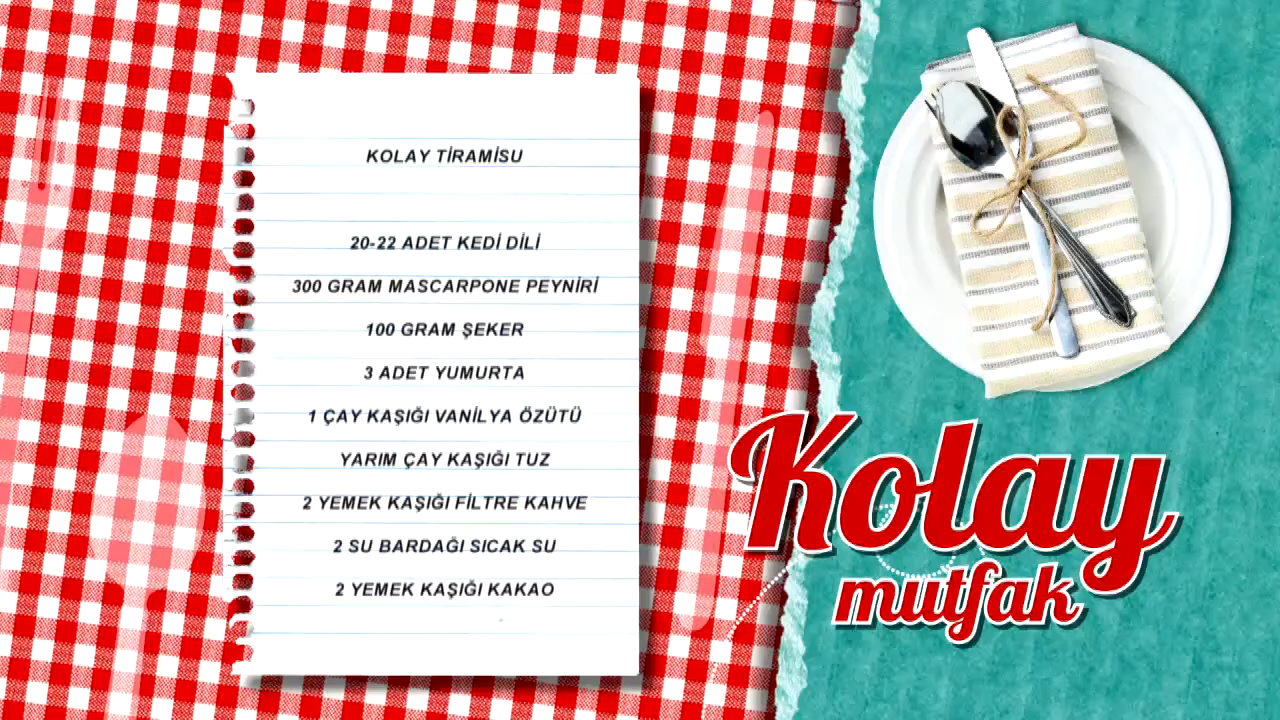 KOLAY TİRAMİSU
20-22 ADET KEDİ DİLİ
300 GRAM MASCARPONE PEYNİRİ
100 GRAM ŞEKER
3 ADET YUMURTA
1 ÇAY KAŞIĞI VANİLYA ÖZÜTÜ
YARIM ÇAY KAŞIĞI TUZ
2 YEMEK KAŞIĞI FİLTRE KAHVE
2 SU BARDAĞI SICAK SU
2 YEMEK KAŞIĞI KAKAO
Kolay
mutfak